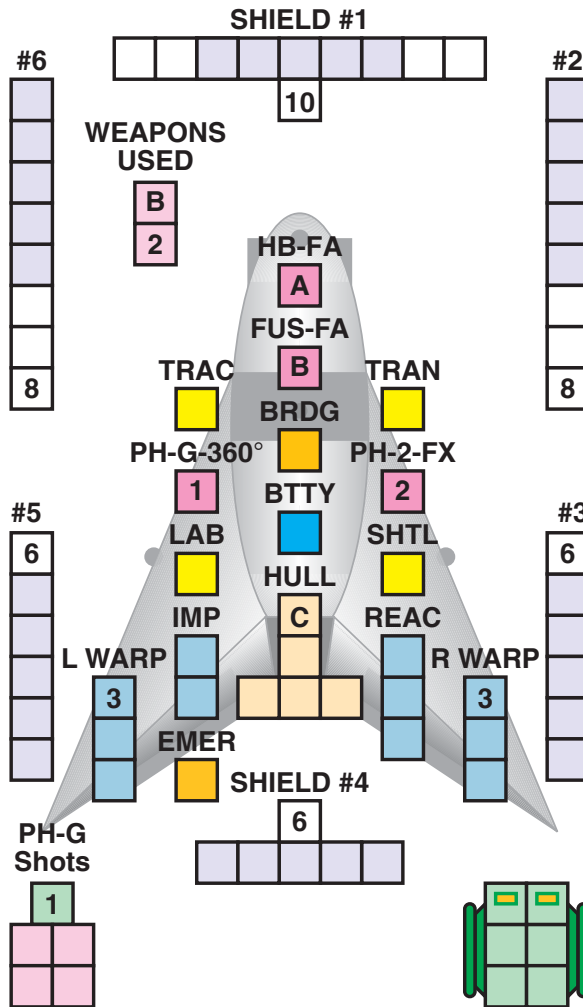 SHIELD #1
#6
#2
10
WEAPONS
USED
B
2
HB-FA
A
FUS-FA
B
8
TRAC
TRAN
8
BRDG
PH-G-360°
PH-2-FX
1
2
BTTY
#5
#3
LAB
SHTL
6
6
HULL
IMP
C
REAC
L WARP
R WARP
3
3
EMER
SHIELD #4
6
PH-G
Shots
1